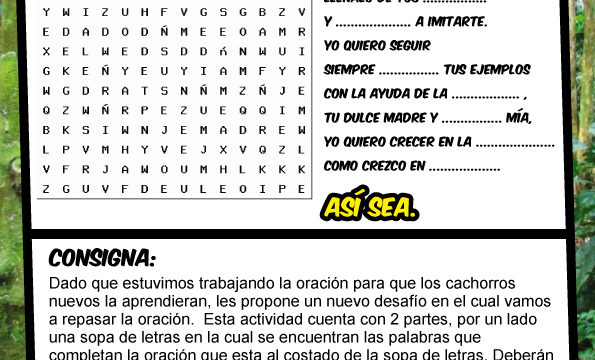 Y W I Z U H F V G S G B Z V
E D A D O D Ñ M E E O A M R
X E L W E D S D D ń N W U I
G K E Ñ Y E U Y I A M F Y R
W G D R A T S N Ñ M Z Ñ J E
Q Z W Ñ R P E Z U E Q Q I M
B K S I W N J E M A D R E W
L P V M H Y V E J X V Q Z L
V F R J A W O U M H L K K K
Z G U V F D E U L E O I P E
DE TUS .................
Y .................... A IMITARTE.
YO QUIERO SEGUIR
SIEMPRE ................ TUS EJEMPLOS
CON LA AYUDA DE LA .................. ,
TU DULCE MADRE Y ................ MÍA,
YO QUIERO CRECER EN LA .....................
COMO CREZCO EN ...................
ASÍ SEA.
CONSIGNA:
Dado que estuvimos trabajando la oración para que los cachorros
nuevos la aprendieran, les propone un nuevo desafío en el cual vamos
a repasar la oración. Esta actividad cuenta con 2 partes, por un lado
una sopa de letras en la cual se encuentran las palabras que
completan la oración que esta al costado de la sopa de letras. Deberán